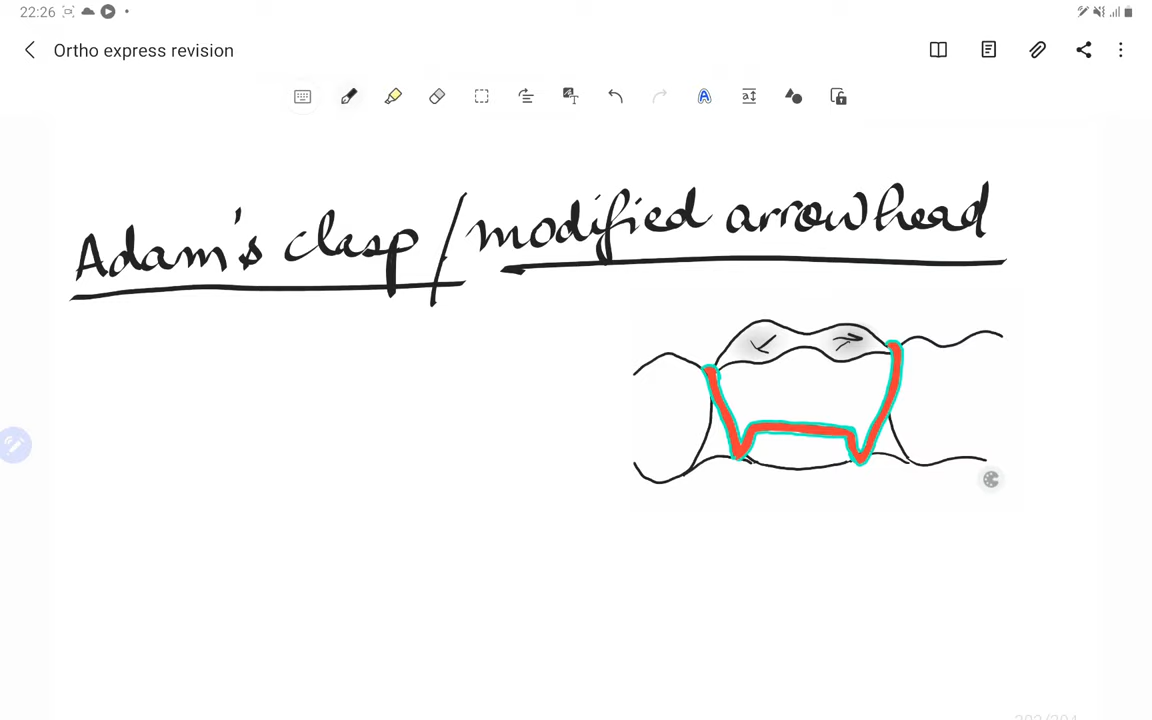 22:26
Ortho express revision
Adam's clasp / modified arrowhead